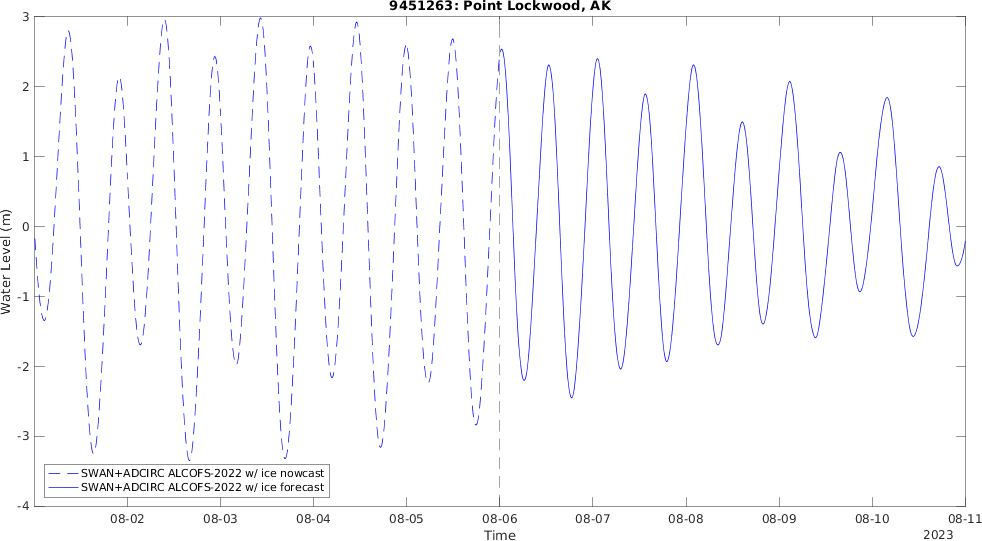 9451263: Point Lockwood, AK
Water Level (m)
3
2
1
0
-1
-2
-3
-4
SWAN+ADCIRC ALCOFS-2022 w/ ice nowcast
SWAN+ADCIRC ALCOFS-2022 w/ ice forecast
08-02 08-03 08-04 08-05 08-06 08-07 08-08 08-09 08-10 08-11
Time
2023